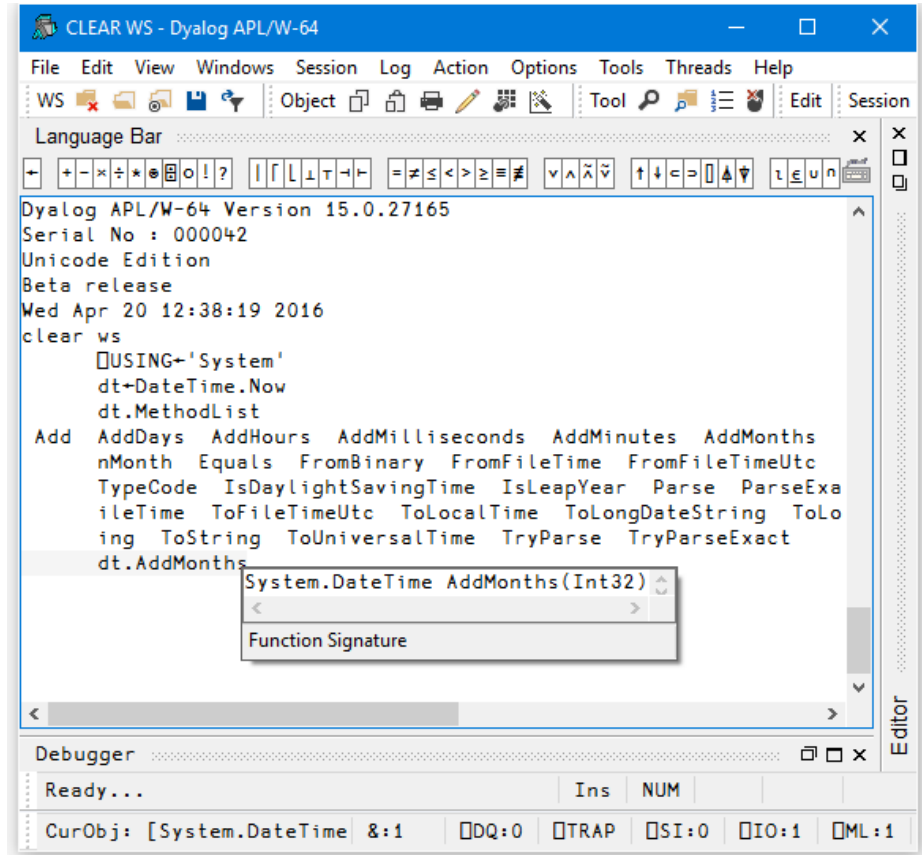 CLEAR WS - Dyalog APL/W-64
File Edit View Windows Session Log Action Options Tools Threads Help
WS Object Tool Edit Session
Language Bar
← + - × ÷ * ⍟ ⌹ ○ ! ? | ⌈ ⌊ ⊥ ⊤ ⊣ ⊢ = ≠ ≤ < > ≥ ≡ ≢ ∨ ∧ ⍲ ⍱ ↑ ↓ ⊂ ⊃ ⌷ ⍋ ⍒ ⍳ ⍷ ∪ ∩
Dyalog APL/W-64 Version 15.0.27165
Serial No : 000042
Unicode Edition
Beta release
Wed Apr 20 12:38:19 2016
clear ws
⎕USING←'System'
dt←DateTime.Now
dt.MethodList
Add AddDays AddHours AddMilliseconds AddMinutes AddMonths
nMonth Equals FromBinary FromFileTime FromFileTimeUtc
TypeCode IsDaylightSavingTime IsLeapYear Parse ParseExa
ileTime ToFileTimeUtc ToLocalTime ToLongDateString ToLo
ing ToString ToUniversalTime TryParse TryParseExact
dt.AddMonths
System.DateTime AddMonths(Int32)
Function Signature
Editor
Debugger
Ready... Ins NUM
CurObj: [System.DateTime &:1 ⎕DQ:0 ⎕TRAP ⎕SI:0 ⎕IO:1 ⎕ML:1